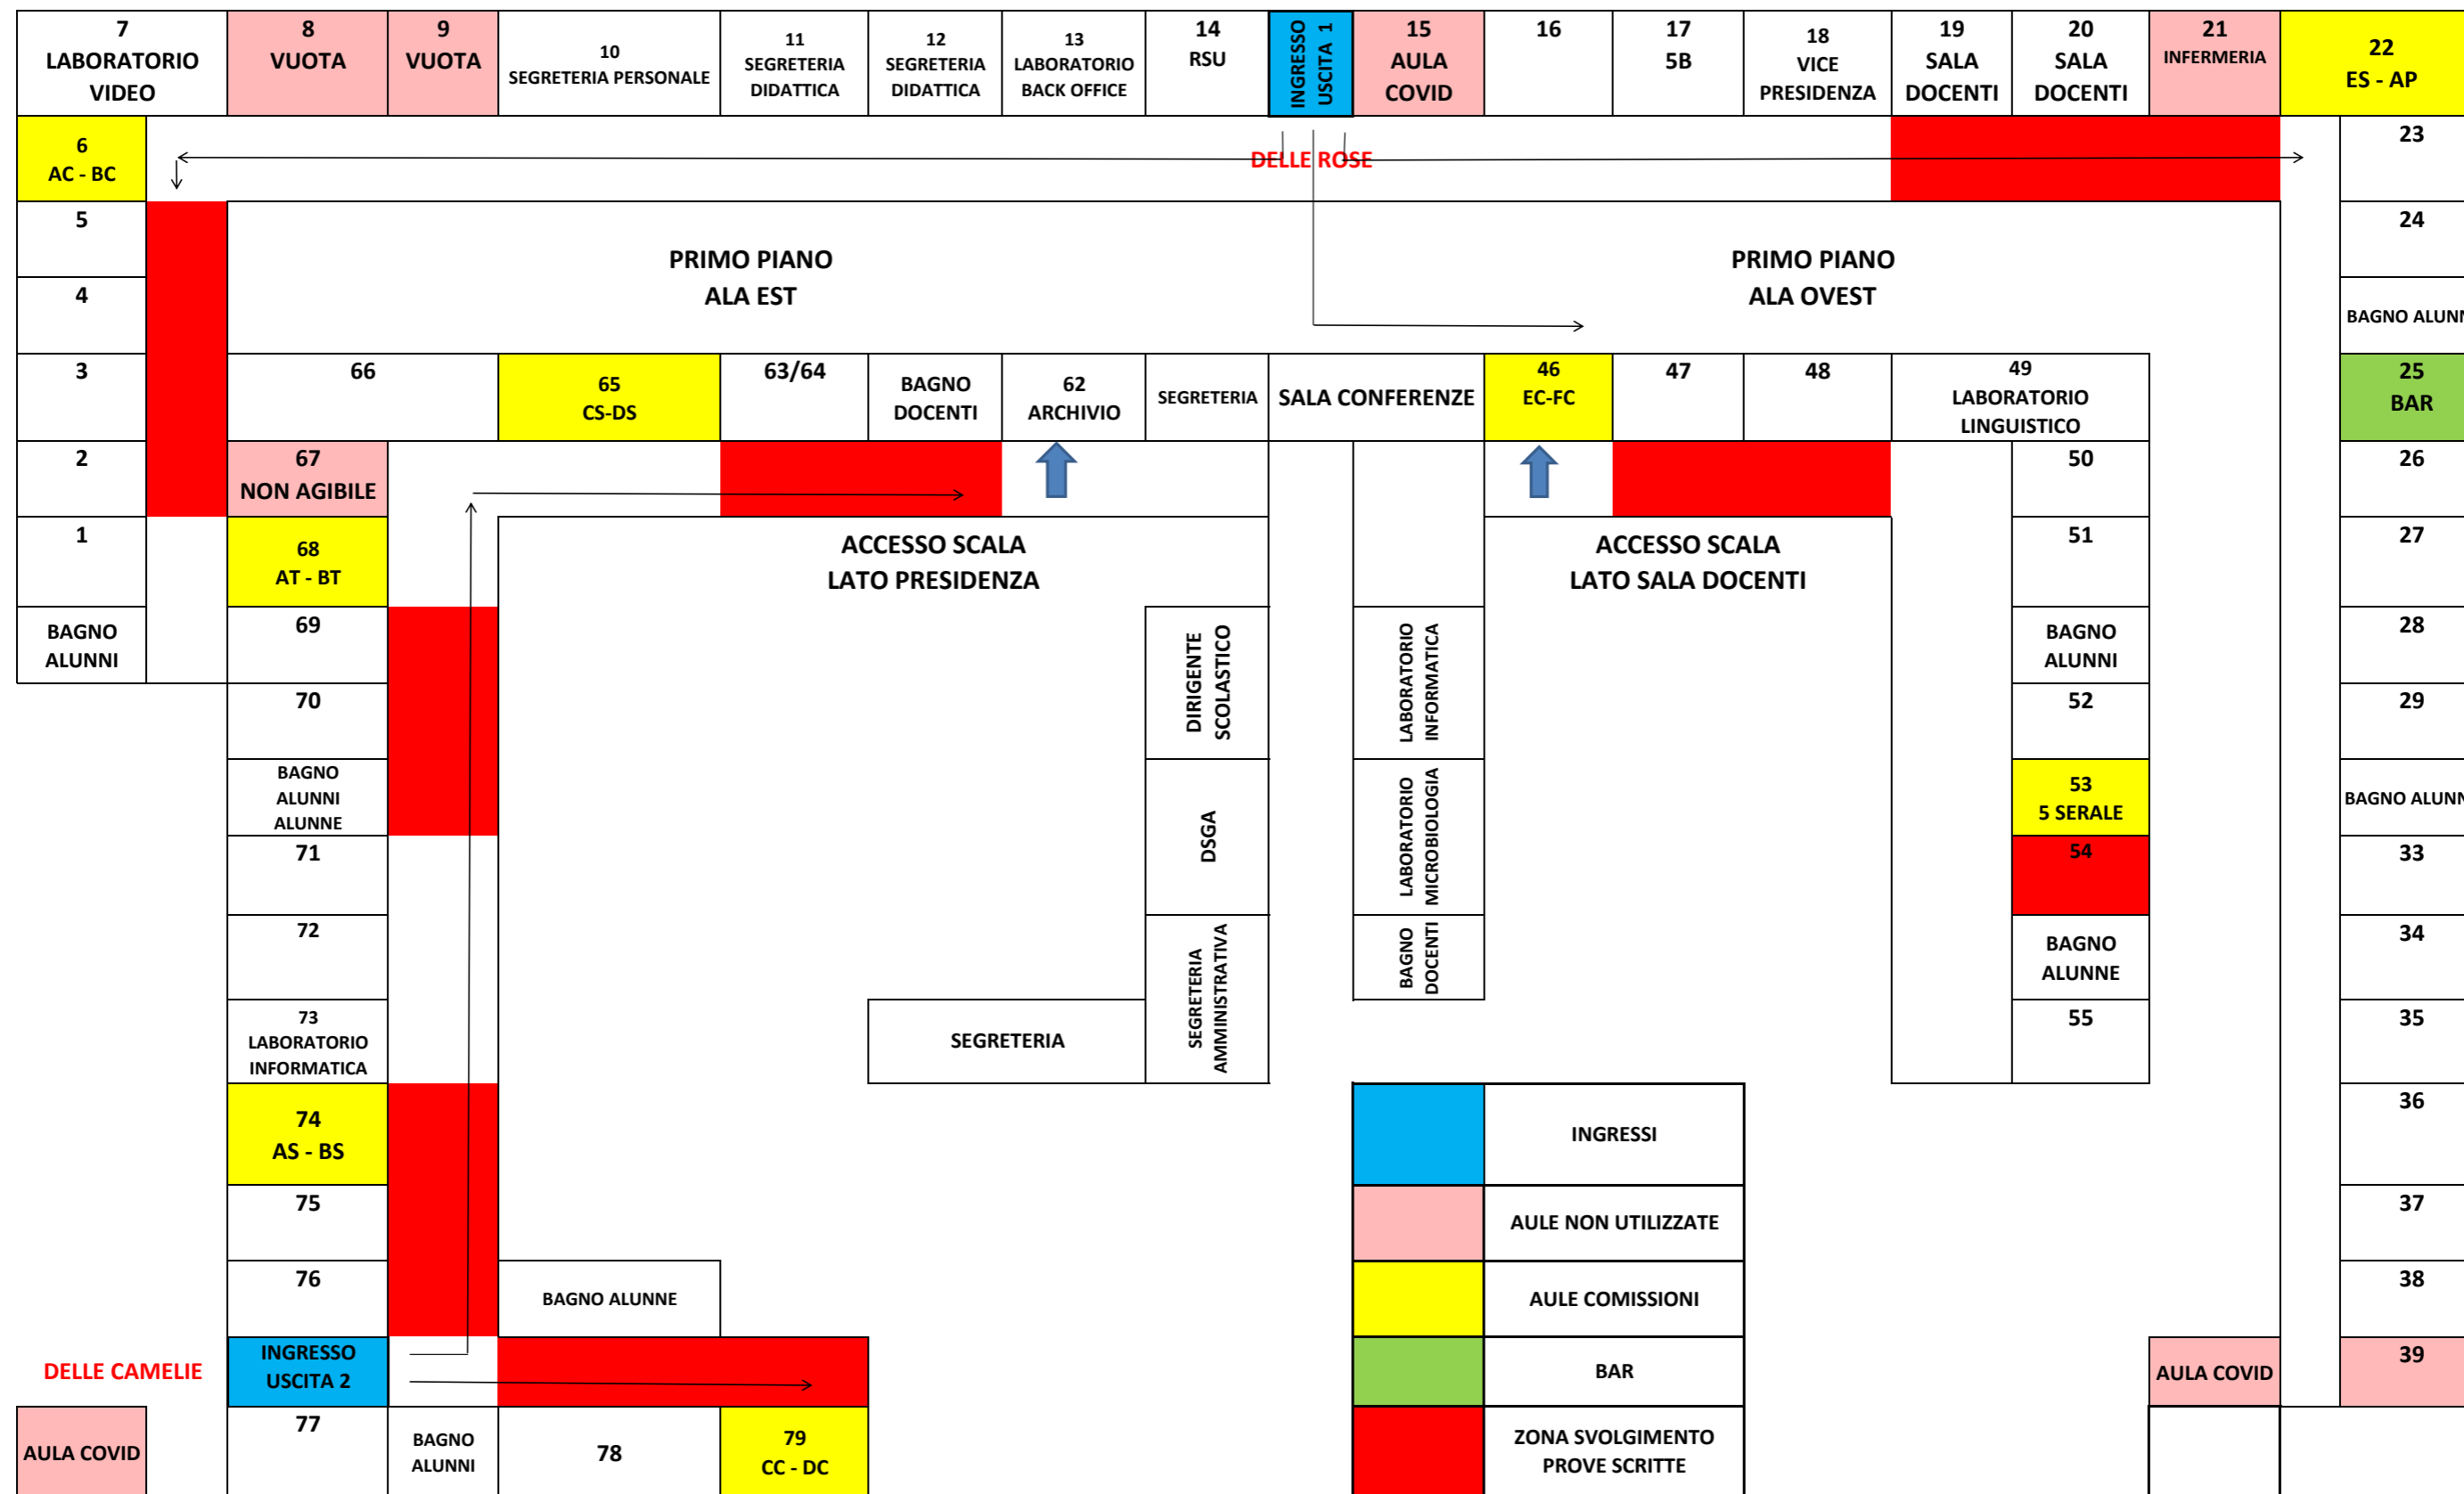 7
LABORATORIO
VIDEO
8
VUOTA
9
VUOTA
10
SEGRETERIA PERSONALE
11
SEGRETERIA
DIDATTICA
12
SEGRETERIA
DIDATTICA
13
LABORATORIO
BACK OFFICE
14
RSU
INGRESSO
USCITA 1
15
AULA
COVID
16
17
5B
18
VICE
PRESIDENZA
19
SALA
DOCENTI
20
SALA
DOCENTI
21
INFERMERIA
22
ES - AP
6
AC - BC
DELLE ROSE
23
5
24
PRIMO PIANO
ALA EST
PRIMO PIANO
ALA OVEST
4
BAGNO ALUNN
3
66
65
CS-DS
63/64
BAGNO
DOCENTI
62
ARCHIVIO
SEGRETERIA
SALA CONFERENZE
46
EC-FC
47
48
49
LABORATORIO
LINGUISTICO
25
BAR
2
67
NON AGIBILE
50
26
1
68
AT - BT
ACCESSO SCALA
LATO PRESIDENZA
ACCESSO SCALA
LATO SALA DOCENTI
51
27
BAGNO
ALUNNI
69
DIRIGENTE
SCOLASTICO
LABORATORIO
INFORMATICA
BAGNO
ALUNNI
28
70
52
29
BAGNO
ALUNNI
ALUNNE
DSGA
LABORATORIO
MICROBIOLOGIA
53
5 SERALE
BAGNO ALUNN
71
54
33
72
SEGRETERIA
AMMINISTRATIVA
BAGNO
DOCENTI
BAGNO
ALUNNE
34
73
LABORATORIO
INFORMATICA
SEGRETERIA
55
35
74
AS - BS
INGRESSI
36
75
AULE NON UTILIZZATE
37
76
BAGNO ALUNNE
AULE COMISSIONI
38
DELLE CAMELIE
INGRESSO
USCITA 2
BAR
AULA COVID
39
AULA COVID
77
BAGNO
ALUNNI
78
79
CC - DC
ZONA SVOLGIMENTO
PROVE SCRITTE